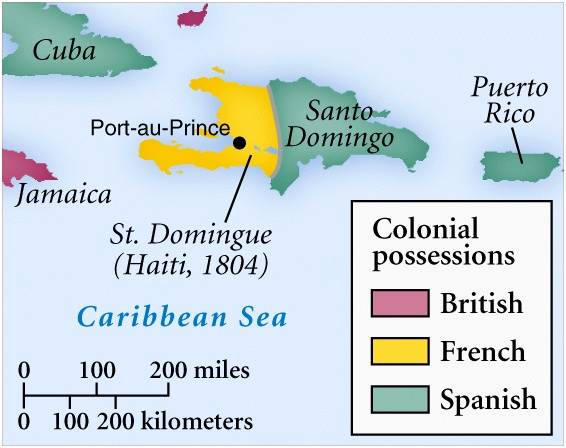 Cuba
Puerto
Rico
Santo
Domingo
Port-au-Prince
Jamaica
St. Domingue
(Haiti, 1804)
Caribbean Sea
Colonial
possessions
British
French
Spanish
0 100 200 miles
0 100 200 kilometers